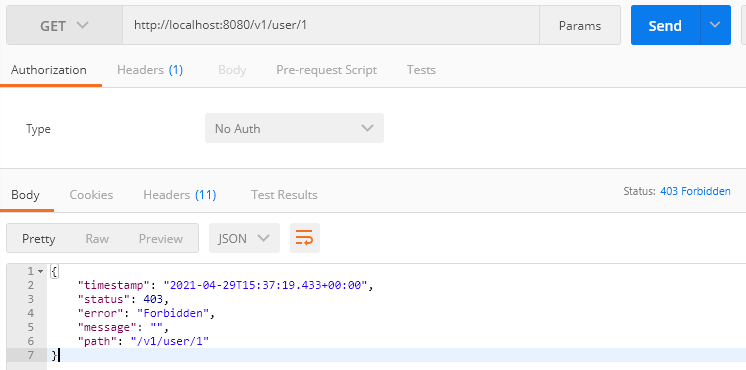 GET http://localhost:8080/v1/user/1 Params Send
Authorization Headers (1) Body Pre-request Script Tests
Type No Auth
Body Cookies Headers (11) Test Results Status: 403 Forbidden
Pretty Raw Preview JSON
1 {
2 "timestamp": "2021-04-29T15:37:19.433+00:00",
3 "status": 403,
4 "error": "Forbidden",
5 "message": "",
6 "path": "/v1/user/1"
7 }